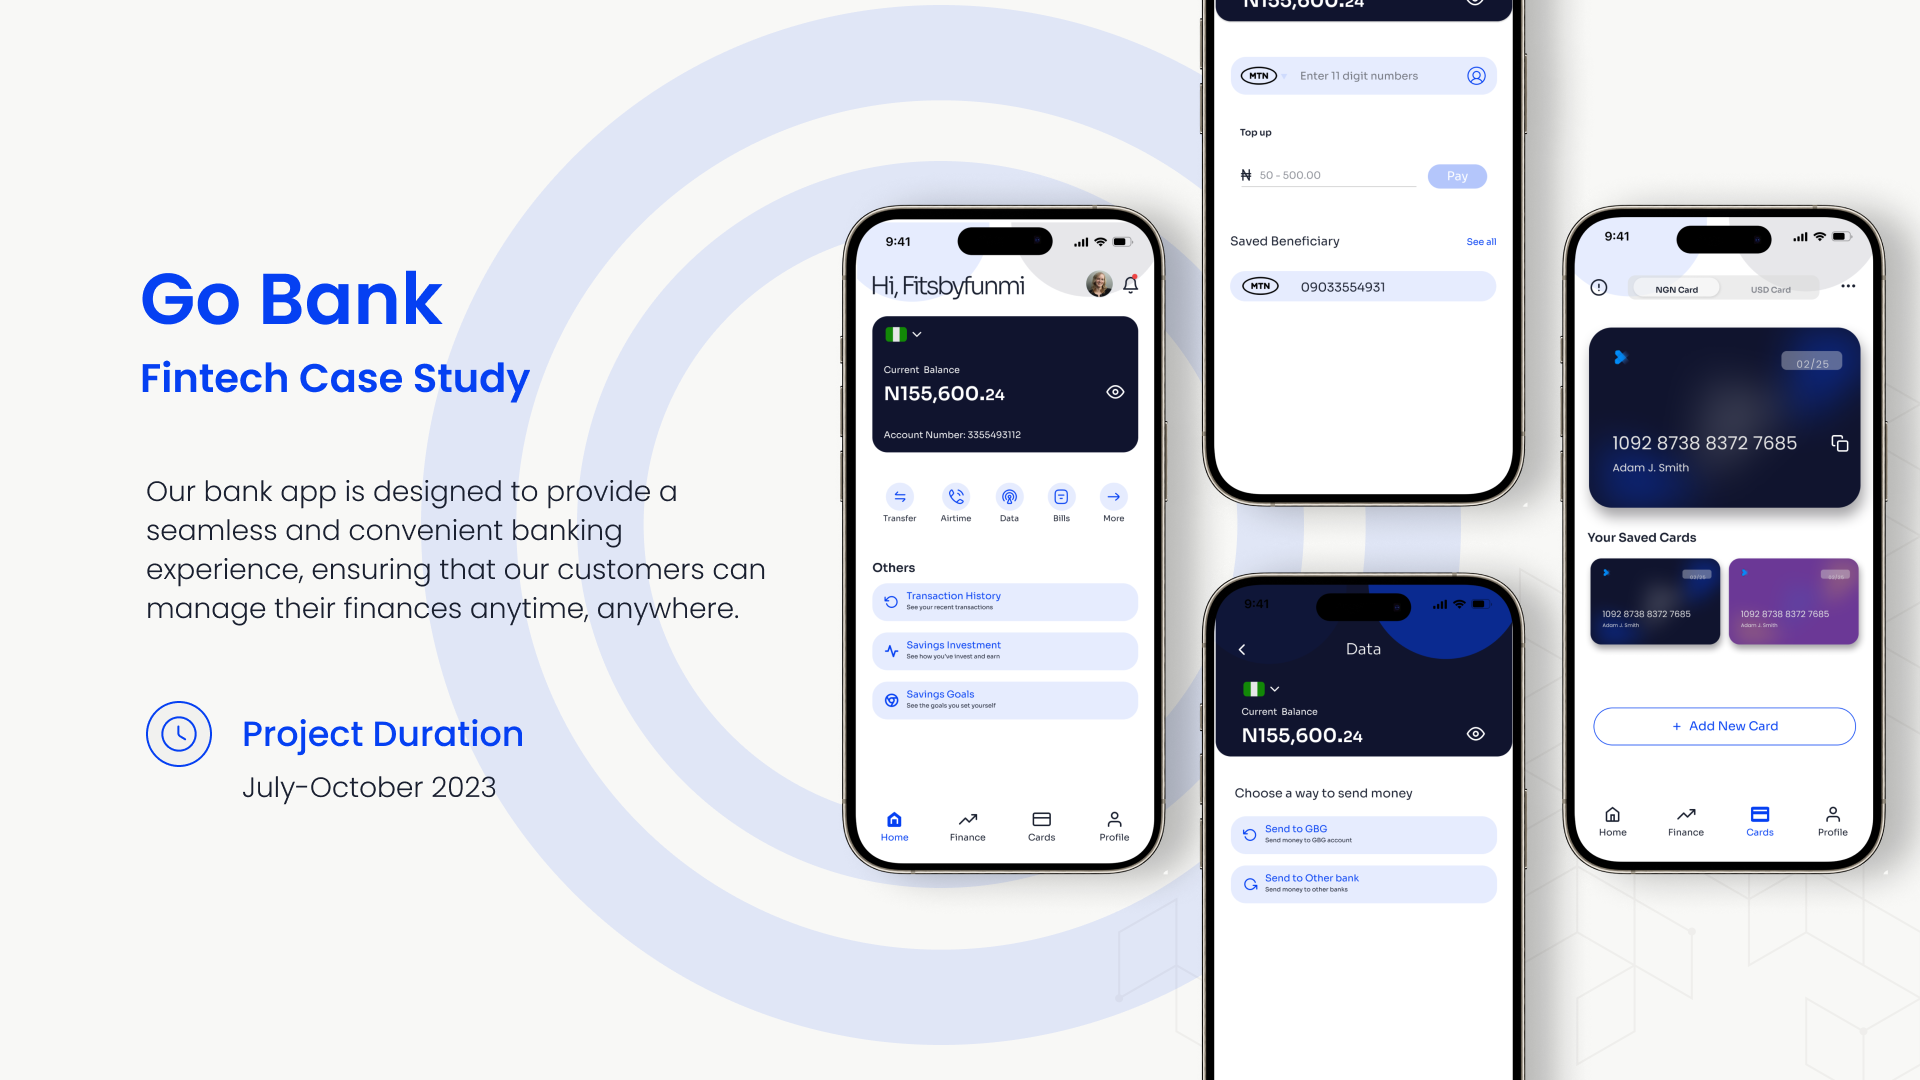 Go Bank
Fintech Case Study
Our bank app is designed to provide a
seamless and convenient banking
experience, ensuring that our customers can
manage their finances anytime, anywhere.
Project Duration
July-October 2023
9:41
Hi, Fitsbyfunmi
Current Balance
N155,600.24
Account Number: 3355493112
Transfer
Airtime
Data
Bills
More
Others
Transaction History
See your recent transactions
Savings Investment
See how you've invest and earn
Savings Goals
See the goals you set yourself
Home
Finance
Cards
Profile
N155,600.24
MTN
Enter 11 digit numbers
Top up
₦ 50 - 500.00
Pay
Saved Beneficiary
See all
MTN
09033554931
9:41
Data
Current Balance
N155,600.24
Choose a way to send money
Send to GBG
Send money to GBG account
Send to Other bank
Send money to other banks
9:41
NGN Card
USD Card
02/25
1092 8738 8372 7685
Adam J. Smith
Your Saved Cards
02/25
1092 8738 8372 7685
Adam J. Smith
02/25
1092 8738 8372 7685
Adam J. Smith
+ Add New Card
Home
Finance
Cards
Profile